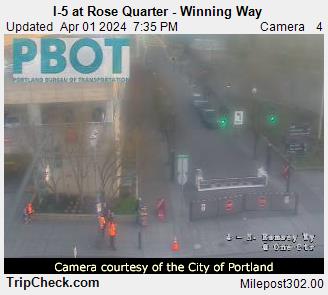 I-5 at Rose Quarter - Winning Way
Updated Apr 01 2024 7:35 PM Camera 4
PBOT
PORTLAND BUREAU OF TRANSPORTATION
Camera courtesy of the City of Portland
TripCheck.com Milepost302.00